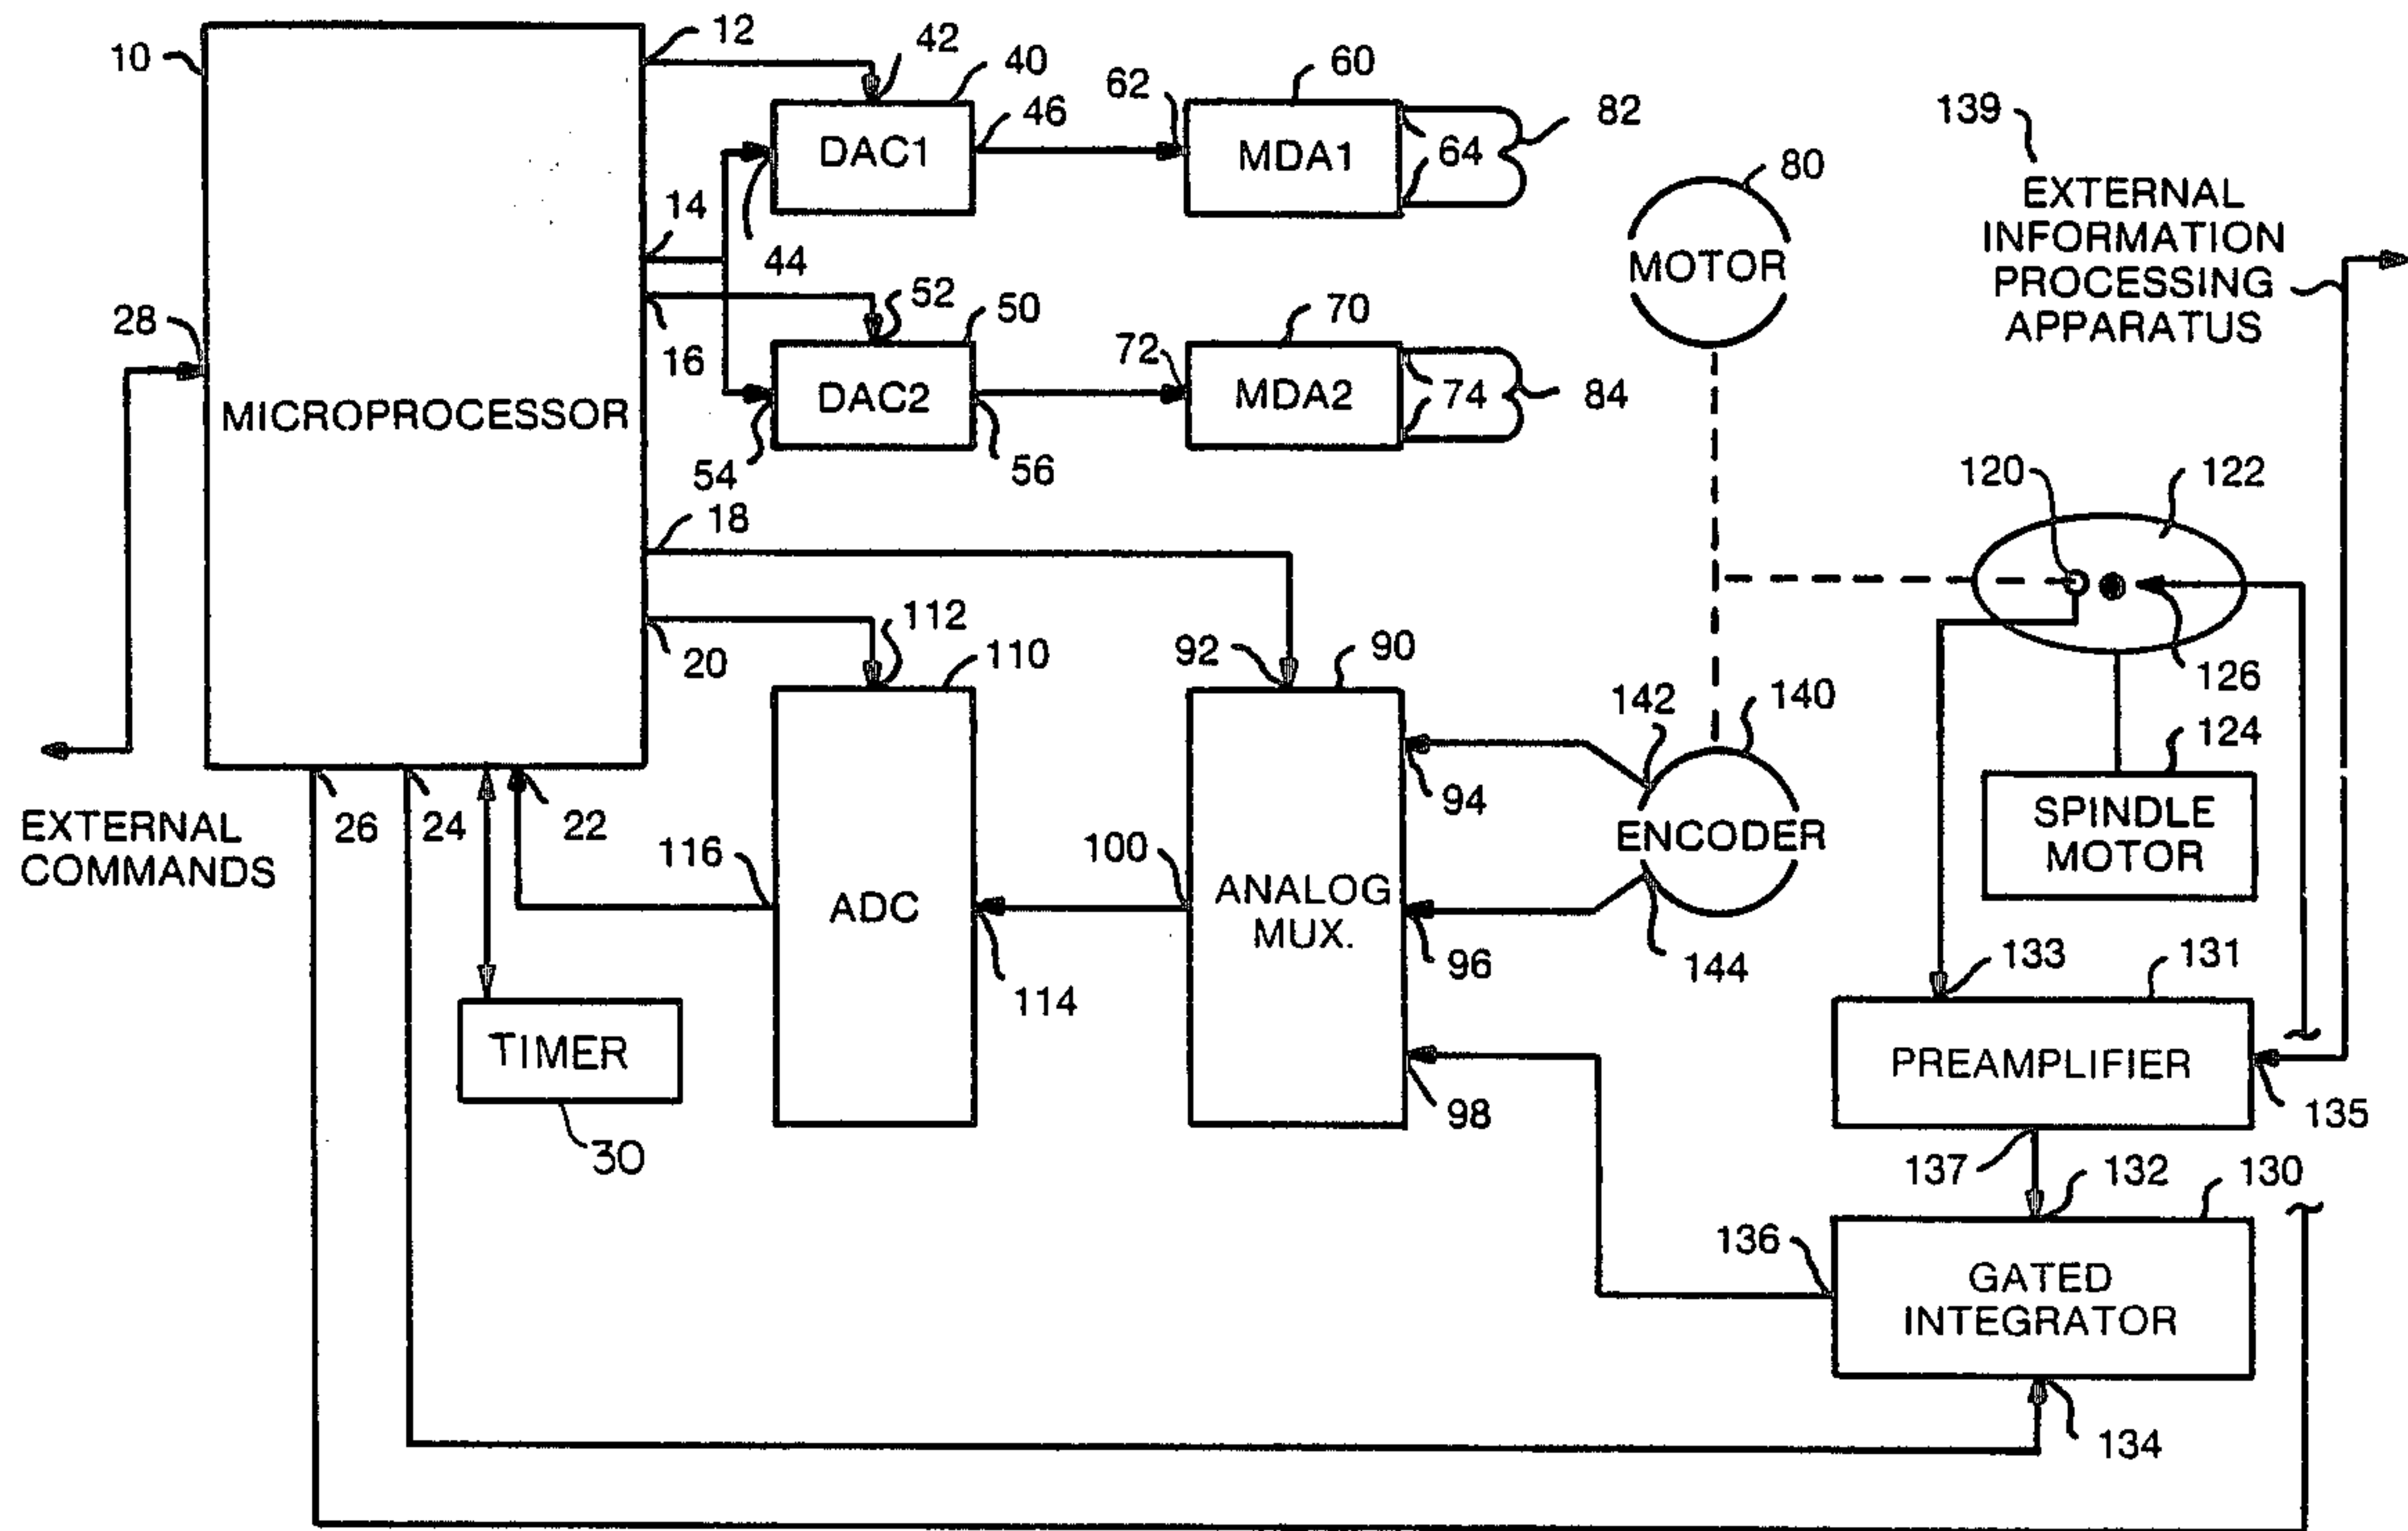 10
12
42
40
46
62
60
64
82
139
DAC1
MDA1
80
EXTERNAL
INFORMATION
PROCESSING
APPARATUS
MOTOR
14
44
52
50
28
16
72
70
74
84
MICROPROCESSOR
DAC2
MDA2
54
56
120
122
18
112
110
92
90
126
20
142
140
124
94
SPINDLE
MOTOR
EXTERNAL
COMMANDS
26
24
22
116
100
ENCODER
ADC
ANALOG
MUX.
96
144
133
131
114
TIMER
PREAMPLIFIER
98
135
30
137
132
130
136
GATED
INTEGRATOR
134